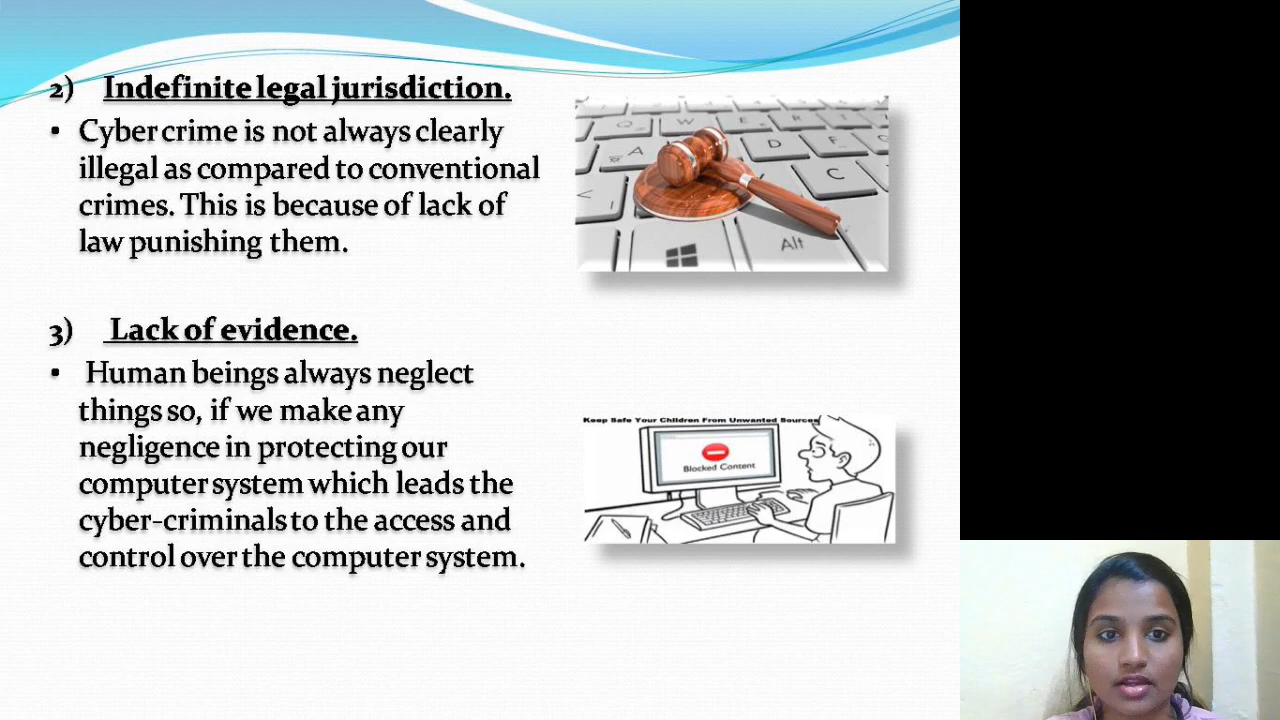 2) Indefinite legal jurisdiction.
• Cyber crime is not always clearly
illegal as compared to conventional
crimes. This is because of lack of
law punishing them.
Q W E R
A D F
C
Alt
3) Lack of evidence.
• Human beings always neglect
things so, if we make any
negligence in protecting our
computer system which leads the
cyber-criminals to the access and
control over the computer system.
Keep Safe Your Children From Unwanted Sources
Blocked Content